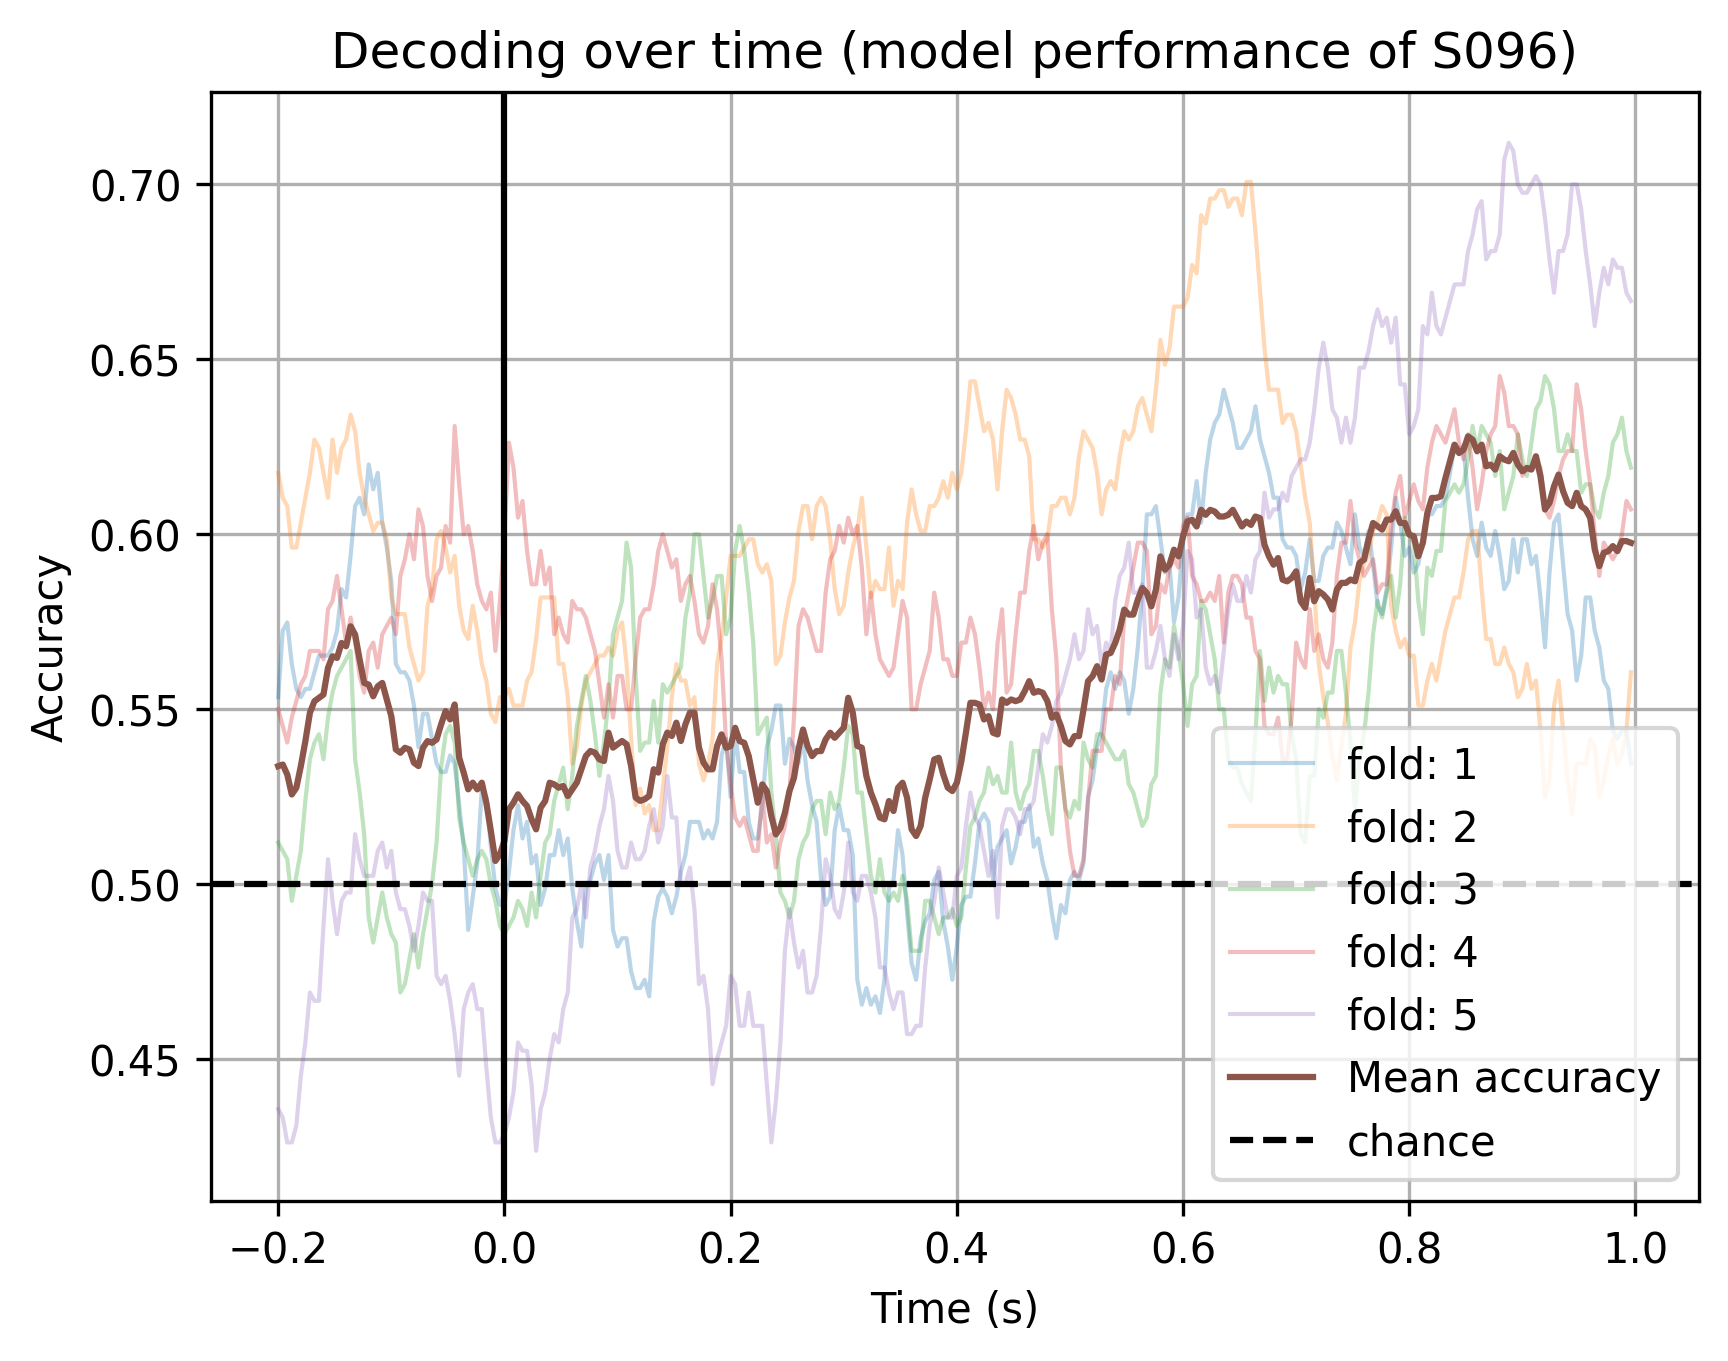 Decoding over time (model performance of S096)
Accuracy
0.70
0.65
0.60
0.55
0.50
0.45
−0.2
0.0
0.2
0.4
0.6
0.8
1.0
Time (s)
fold: 1
fold: 2
fold: 3
fold: 4
fold: 5
Mean accuracy
chance